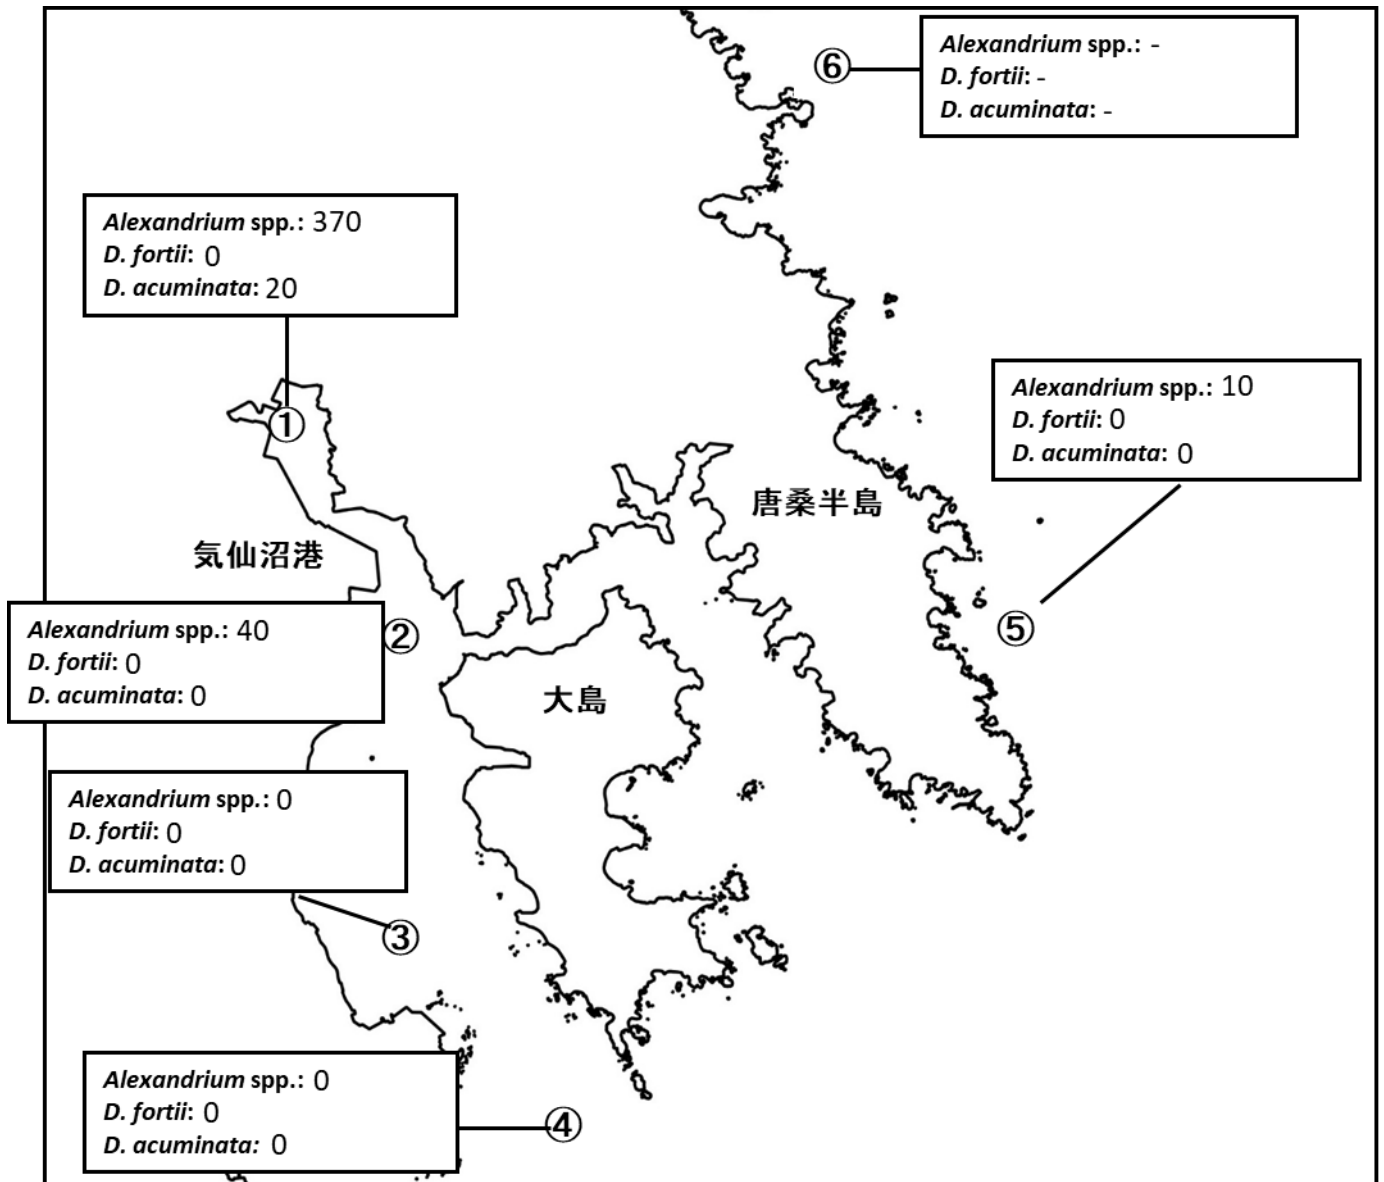 ⑥
Alexandrium spp.: -
D. fortii: -
D. acuminata: -
Alexandrium spp.: 370
D. fortii: 0
D. acuminata: 20
①
Alexandrium spp.: 10
D. fortii: 0
D. acuminata: 0
唐桑半島
気仙沼港
Alexandrium spp.: 40
D. fortii: 0
D. acuminata: 0
②
⑤
大島
Alexandrium spp.: 0
D. fortii: 0
D. acuminata: 0
③
Alexandrium spp.: 0
D. fortii: 0
D. acuminata: 0
④